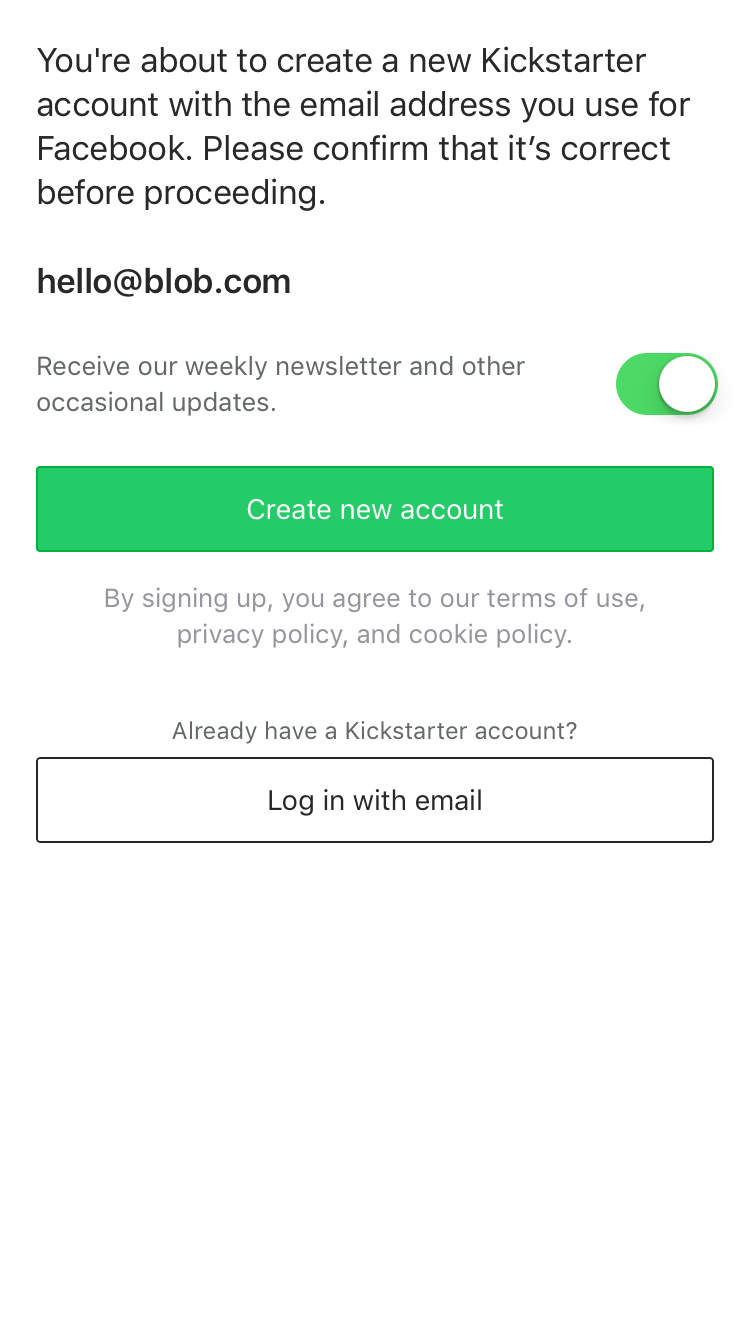 You're about to create a new Kickstarter
account with the email address you use for
Facebook. Please confirm that it’s correct
before proceeding.
hello@blob.com
Receive our weekly newsletter and other
occasional updates.
Create new account
By signing up, you agree to our terms of use,
privacy policy, and cookie policy.
Already have a Kickstarter account?
Log in with email